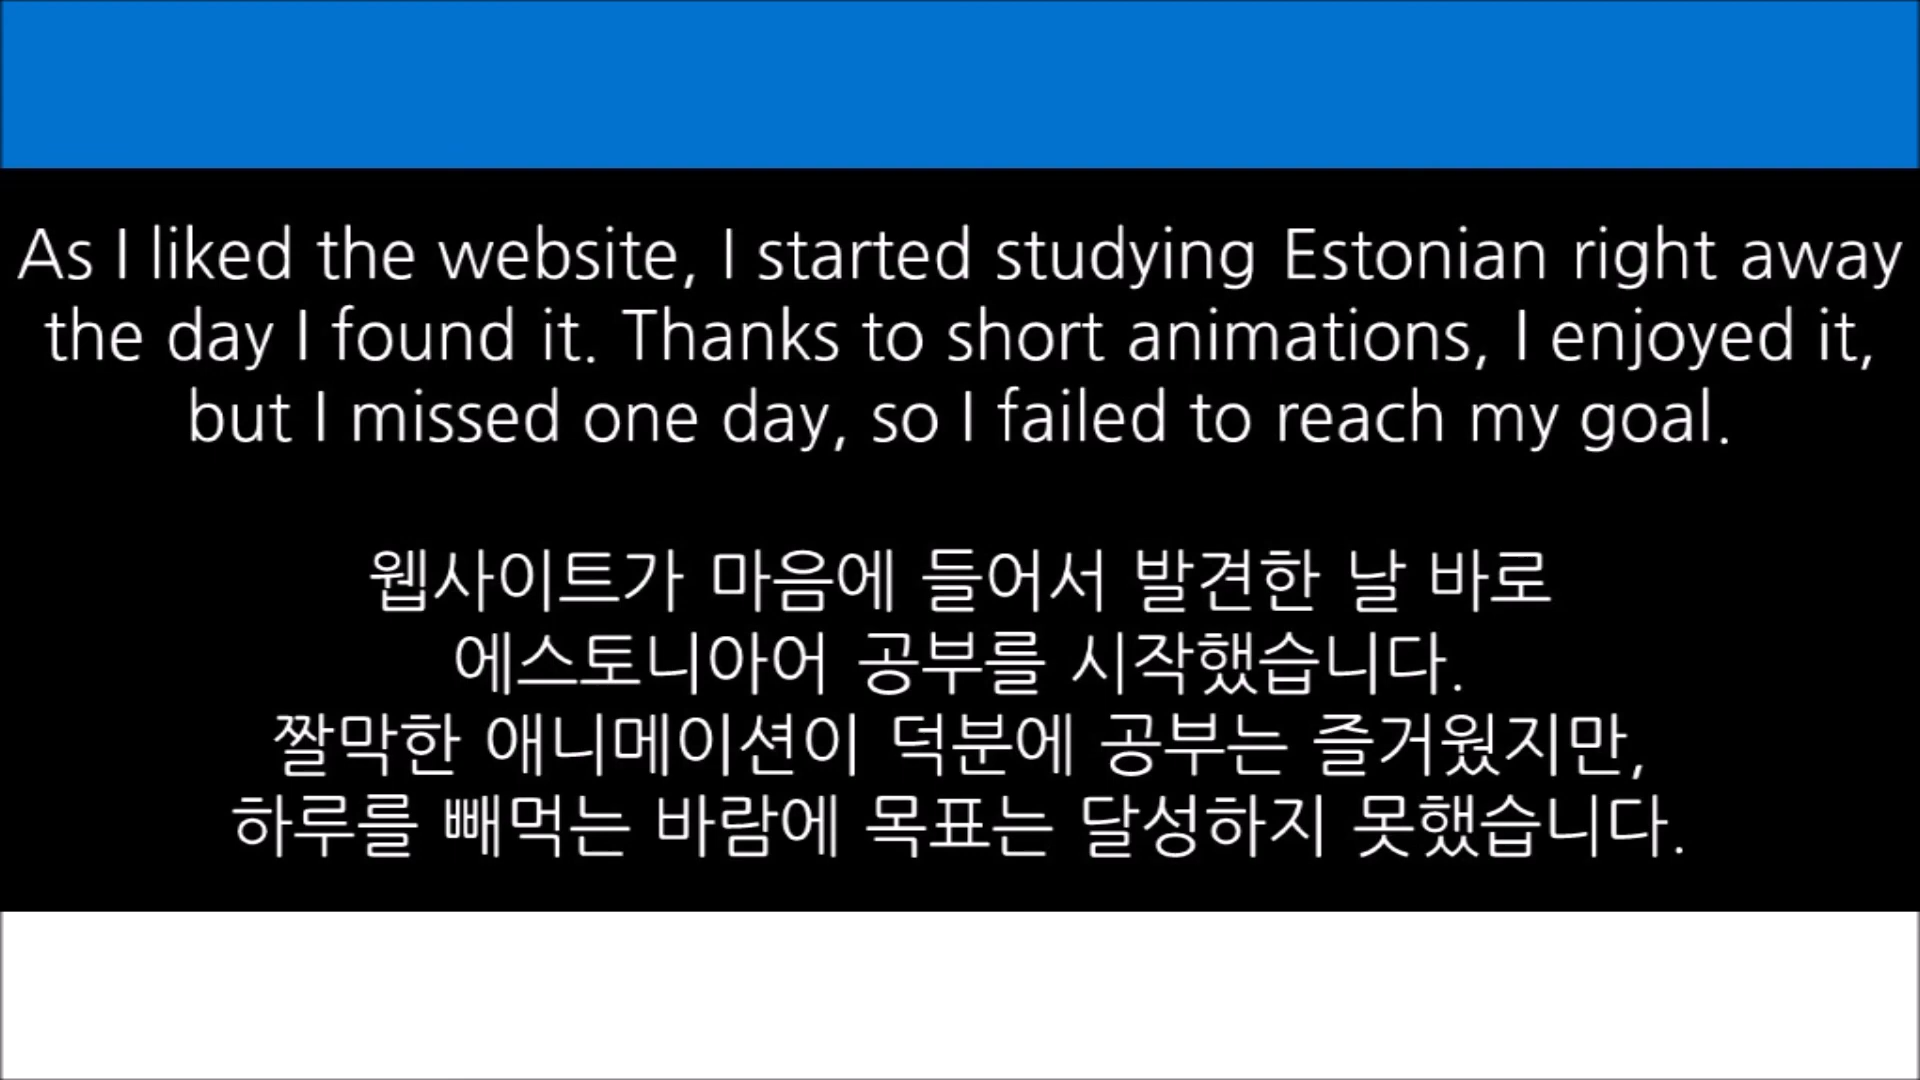 As I liked the website, I started studying Estonian right away
the day I found it. Thanks to short animations, I enjoyed it,
but I missed one day, so I failed to reach my goal.
웹사이트가 마음에 들어서 발견한 날 바로
에스토니아어 공부를 시작했습니다.
짤막한 애니메이션이 덕분에 공부는 즐거웠지만,
하루를 빼먹는 바람에 목표는 달성하지 못했습니다.